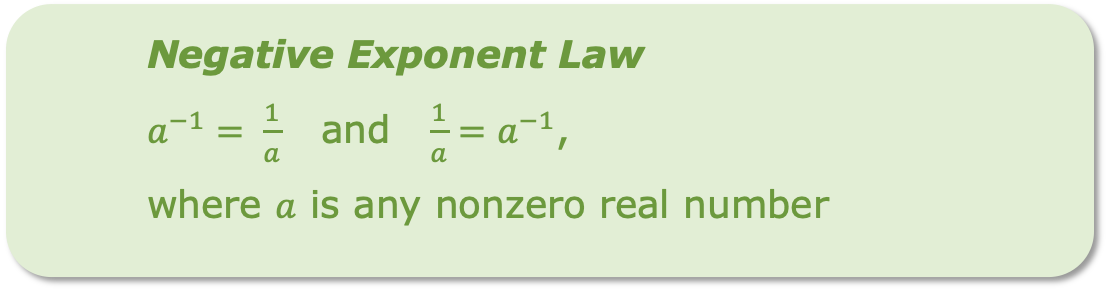 Negative Exponent Law
a⁻¹ = 1/a and 1/a = a⁻¹,
where a is any nonzero real number